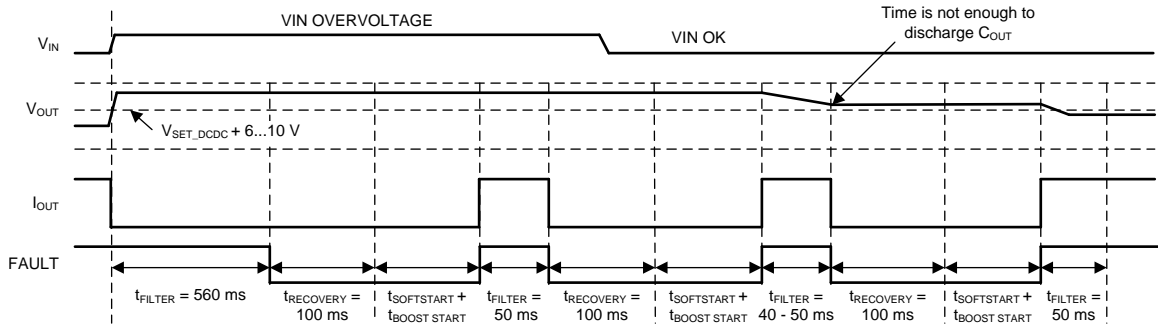 VIN OVERVOLTAGE
Time is not enough to
discharge COUT
VIN
VIN OK
VOUT
VSET_DCDC + 6...10 V
IOUT
FAULT
tFILTER = 560 ms
tRECOVERY =
100 ms
tSOFTSTART +
tBOOST START
tFILTER =
50 ms
tRECOVERY =
100 ms
tSOFTSTART +
tBOOST START
tFILTER =
40 - 50 ms
tRECOVERY =
100 ms
tSOFTSTART +
tBOOST START
tFILTER =
50 ms